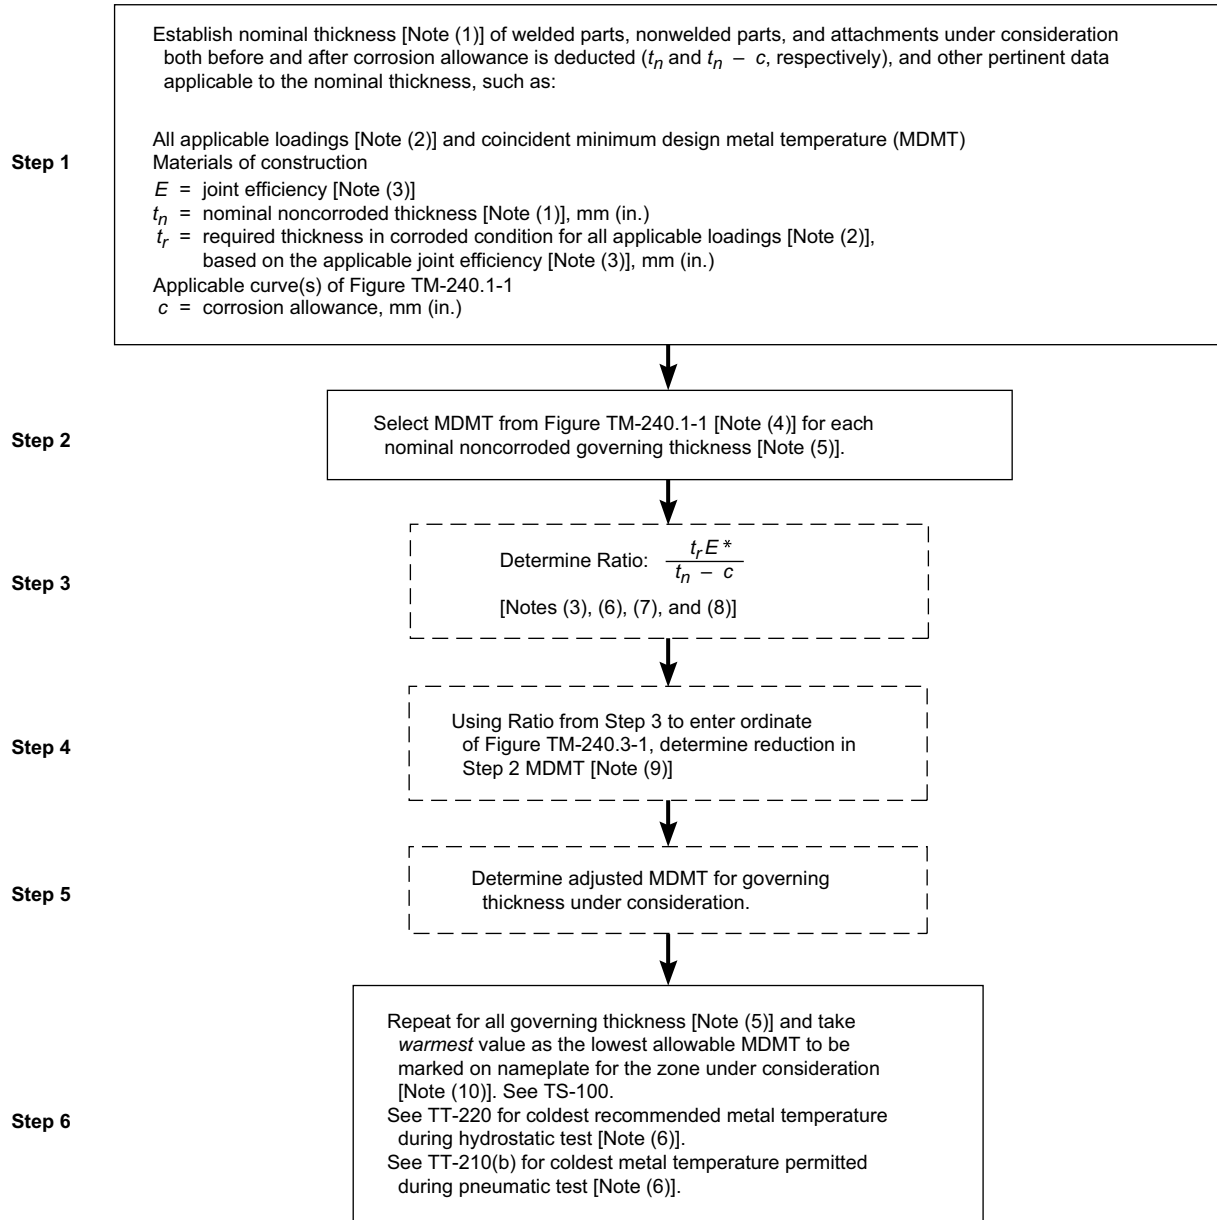 Establish nominal thickness [Note (1)] of welded parts, nonwelded parts, and attachments under consideration
both before and after corrosion allowance is deducted (tn and tn – c, respectively), and other pertinent data
applicable to the nominal thickness, such as:
Step 1
All applicable loadings [Note (2)] and coincident minimum design metal temperature (MDMT)
Materials of construction
E = joint efficiency [Note (3)]
tn = nominal noncorroded thickness [Note (1)], mm (in.)
tr = required thickness in corroded condition for all applicable loadings [Note (2)],
based on the applicable joint efficiency [Note (3)], mm (in.)
Applicable curve(s) of Figure TM-240.1-1
c = corrosion allowance, mm (in.)
Step 2
Select MDMT from Figure TM-240.1-1 [Note (4)] for each
nominal noncorroded governing thickness [Note (5)].
Step 3
Determine Ratio: tr E* / tn – c
[Notes (3), (6), (7), and (8)]
Step 4
Using Ratio from Step 3 to enter ordinate
of Figure TM-240.3-1, determine reduction in
Step 2 MDMT [Note (9)]
Step 5
Determine adjusted MDMT for governing
thickness under consideration.
Step 6
Repeat for all governing thickness [Note (5)] and take
warmest value as the lowest allowable MDMT to be
marked on nameplate for the zone under consideration
[Note (10)]. See TS-100.
See TT-220 for coldest recommended metal temperature
during hydrostatic test [Note (6)].
See TT-210(b) for coldest metal temperature permitted
during pneumatic test [Note (6)].